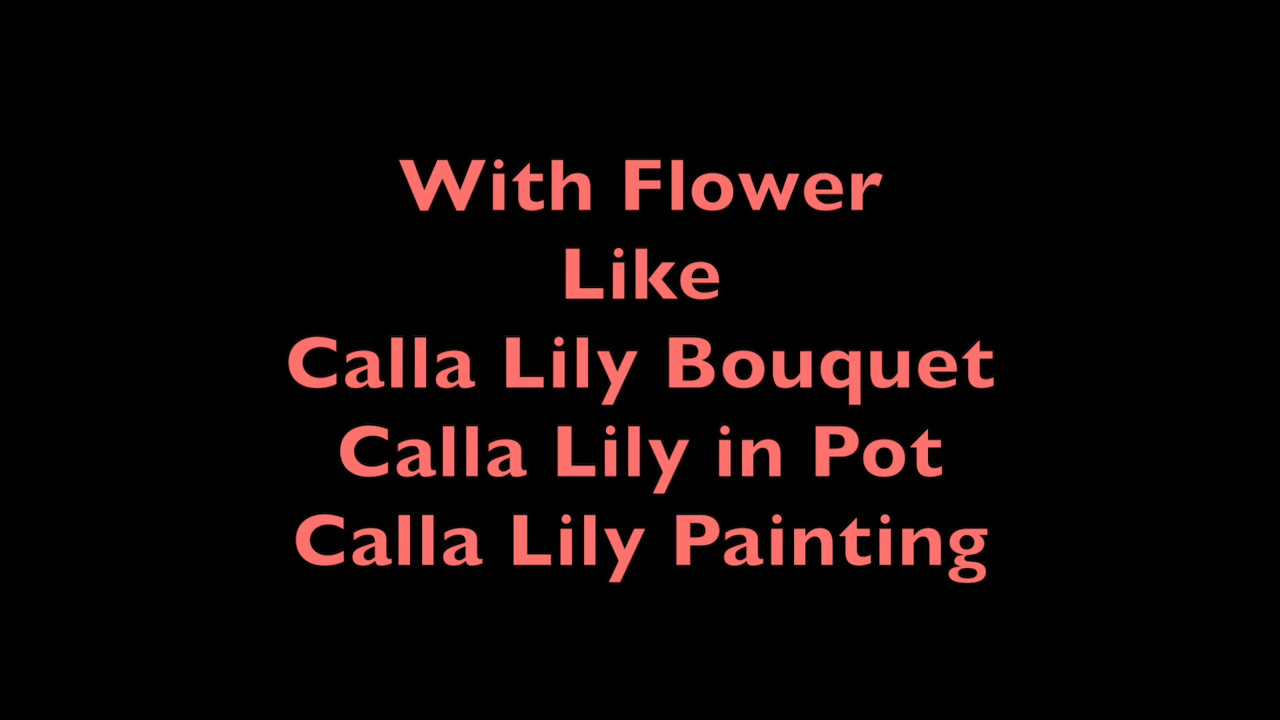 With Flower
Like
Calla Lily Bouquet
Calla Lily in Pot
Calla Lily Painting